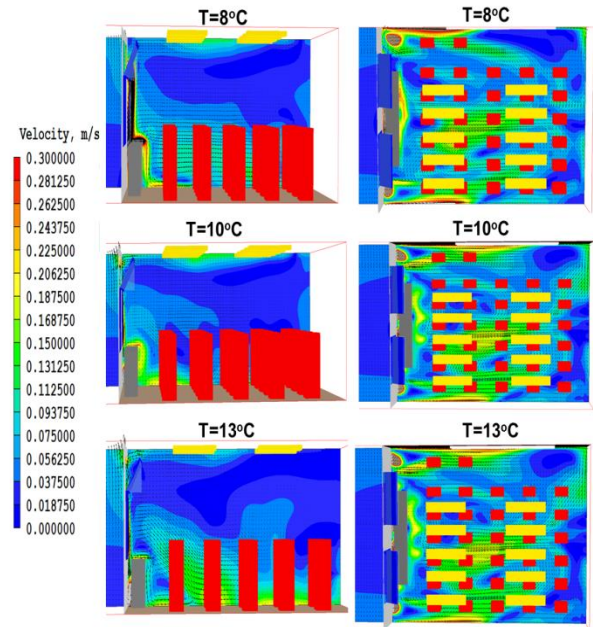 T=8°C
T=8°C
Velocity, m/s
0.300000
0.281250
0.262500
0.243750
0.225000
0.206250
0.187500
0.168750
0.150000
0.131250
0.112500
0.093750
0.075000
0.056250
0.037500
0.018750
0.000000
T=10°C
T=10°C
T=13°C
T=13°C